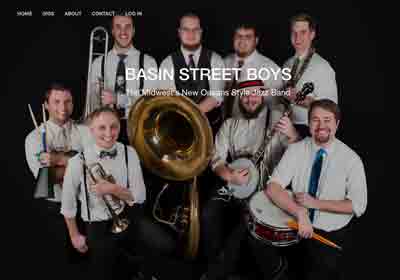 HOME GIGS ABOUT CONTACT LOG IN
BASIN STREET BOYS
The Midwest's New Orleans Style Jazz Band